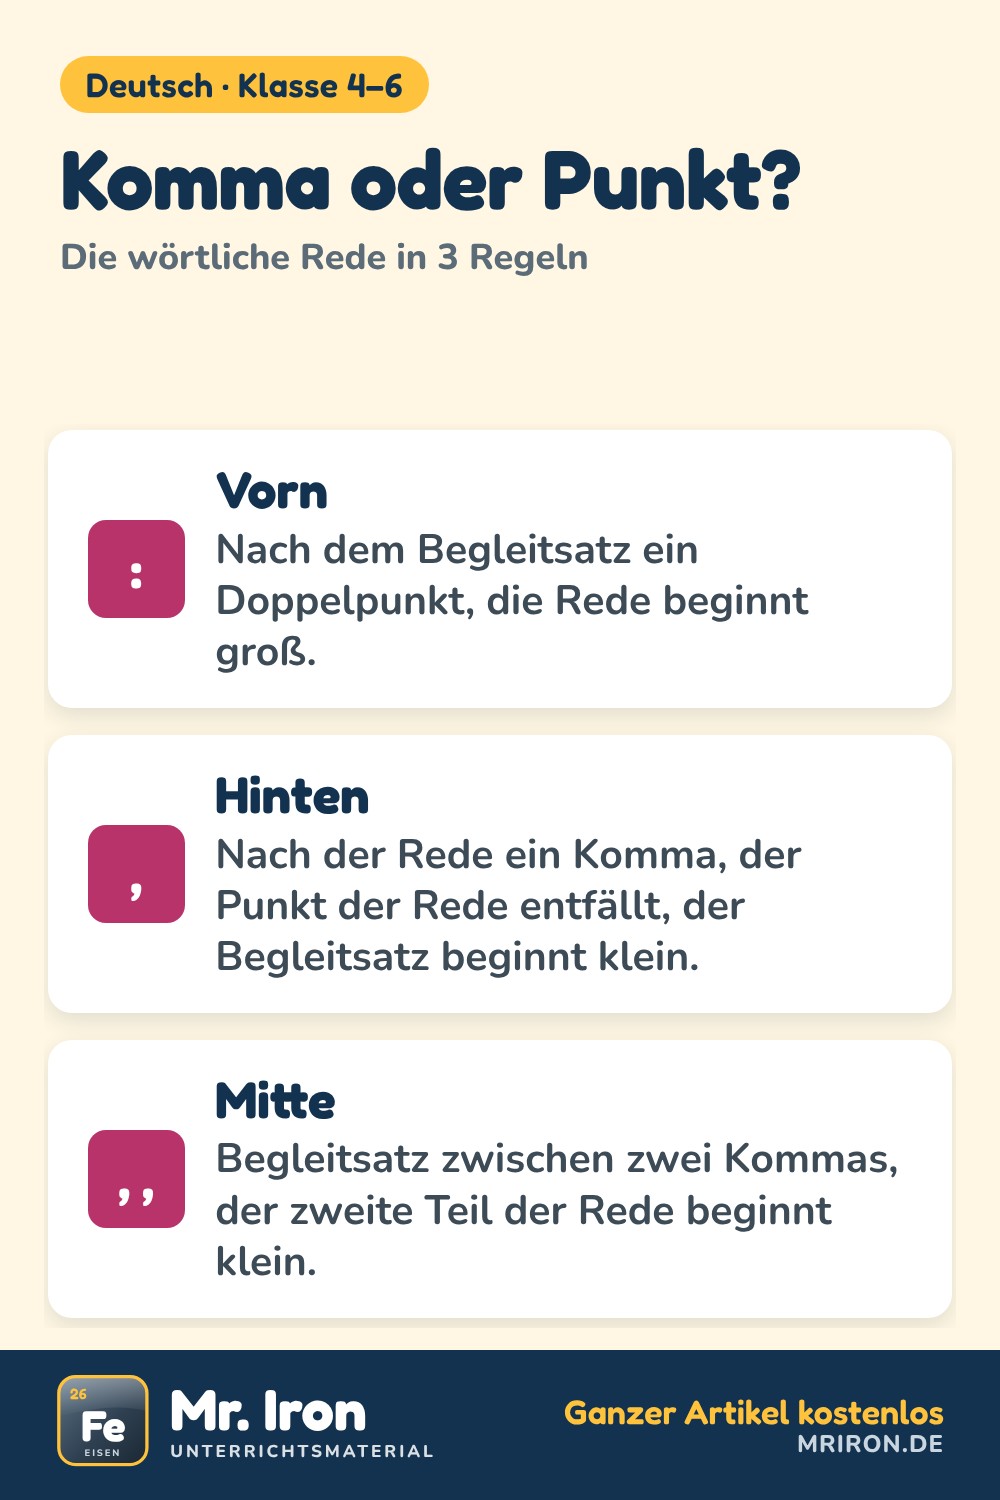 Deutsch · Klasse 4–6
Komma oder Punkt?
Die wörtliche Rede in 3 Regeln
Vorn
:
Nach dem Begleitsatz ein
Doppelpunkt, die Rede beginnt
groß.
Hinten
,
Nach der Rede ein Komma, der
Punkt der Rede entfällt, der
Begleitsatz beginnt klein.
Mitte
, ,
Begleitsatz zwischen zwei Kommas,
der zweite Teil der Rede beginnt
klein.
26
Fe
EISEN
Mr. Iron
UNTERRICHTSMATERIAL
Ganzer Artikel kostenlos
MRIRON.DE